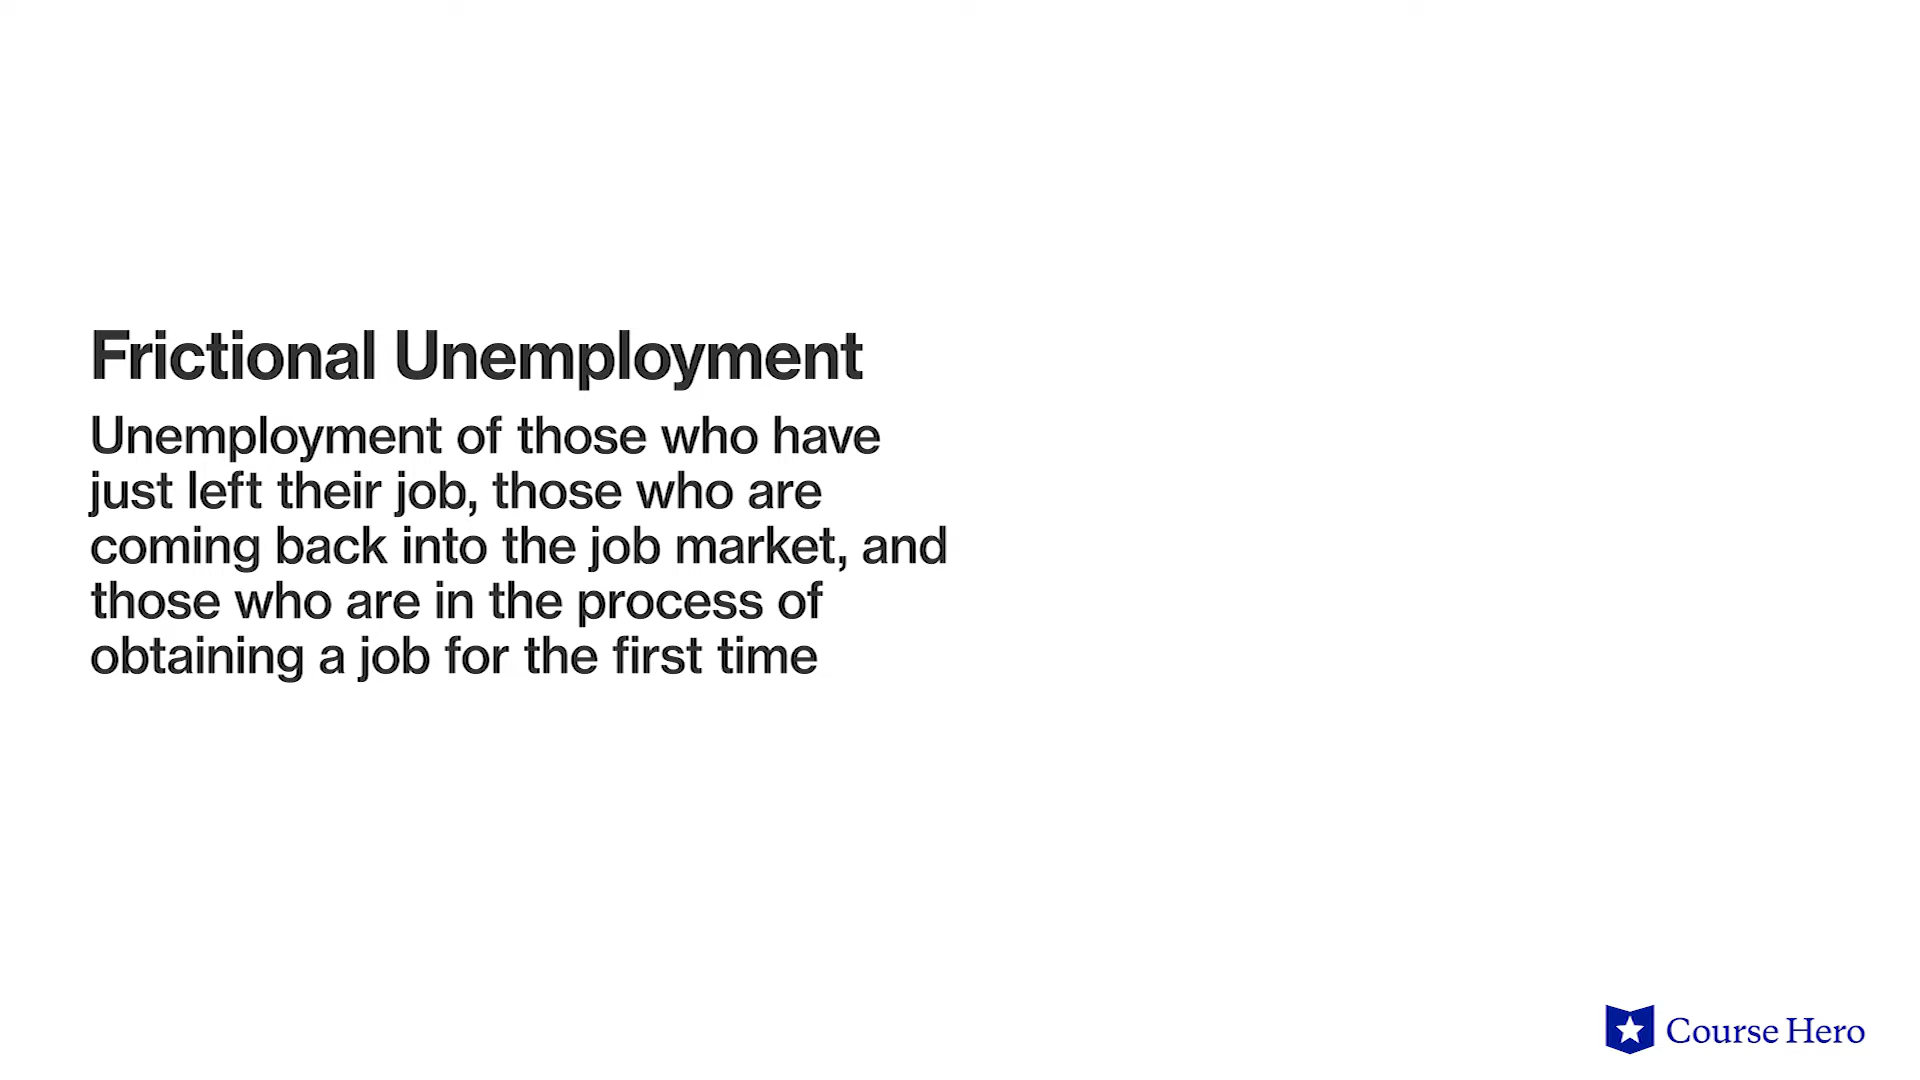 Frictional Unemployment
Unemployment of those who have
just left their job, those who are
coming back into the job market, and
those who are in the process of
obtaining a job for the first time
Course Hero